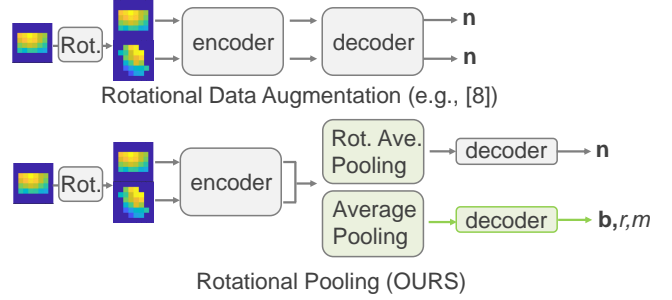 Rot.
encoder
decoder
n
n
Rotational Data Augmentation (e.g., [8])
Rot.
encoder
Rot. Ave.
Pooling
decoder
n
Average
Pooling
decoder
b,r,m
Rotational Pooling (OURS)